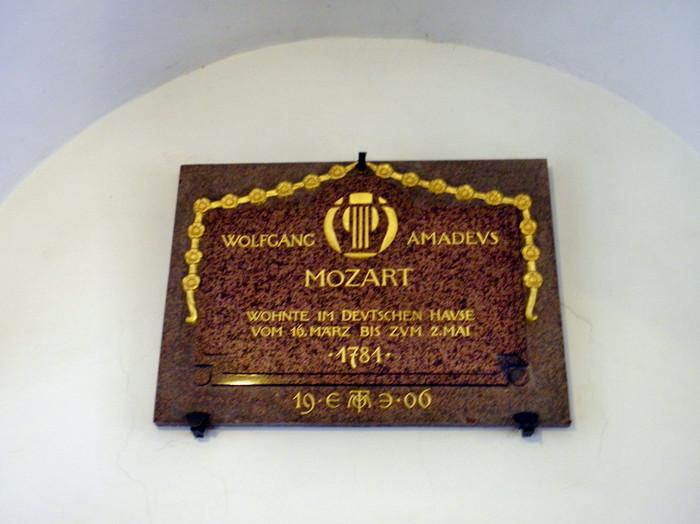 WOLFGANG AMADEVS
MOZART
WOHNTE IM DEVTSCHEN HAVSE
VOM 16. MÄRZ BIS ZVM 2. MAI
·1781·
19·E Ǝ·06